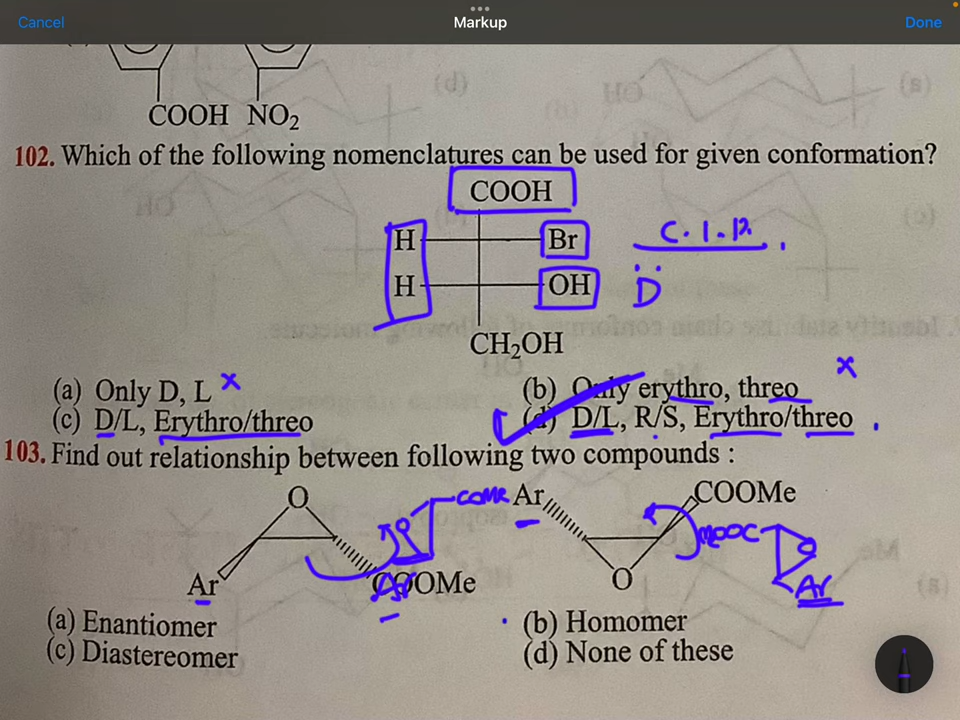 Cancel Markup Done
COOH NO₂
102. Which of the following nomenclatures can be used for given conformation?
COOH
H Br C.I.P.
H OH D
CH₂OH
(a) Only D, L x (b) Only erythro, threo x
(c) D/L, Erythro/threo (d) D/L, R/S, Erythro/threo
103. Find out relationship between following two compounds :
O COMe Ar COOMe
MeOOC O
Ar Ar COOMe O Ar
(a) Enantiomer (b) Homomer
(c) Diastereomer (d) None of these